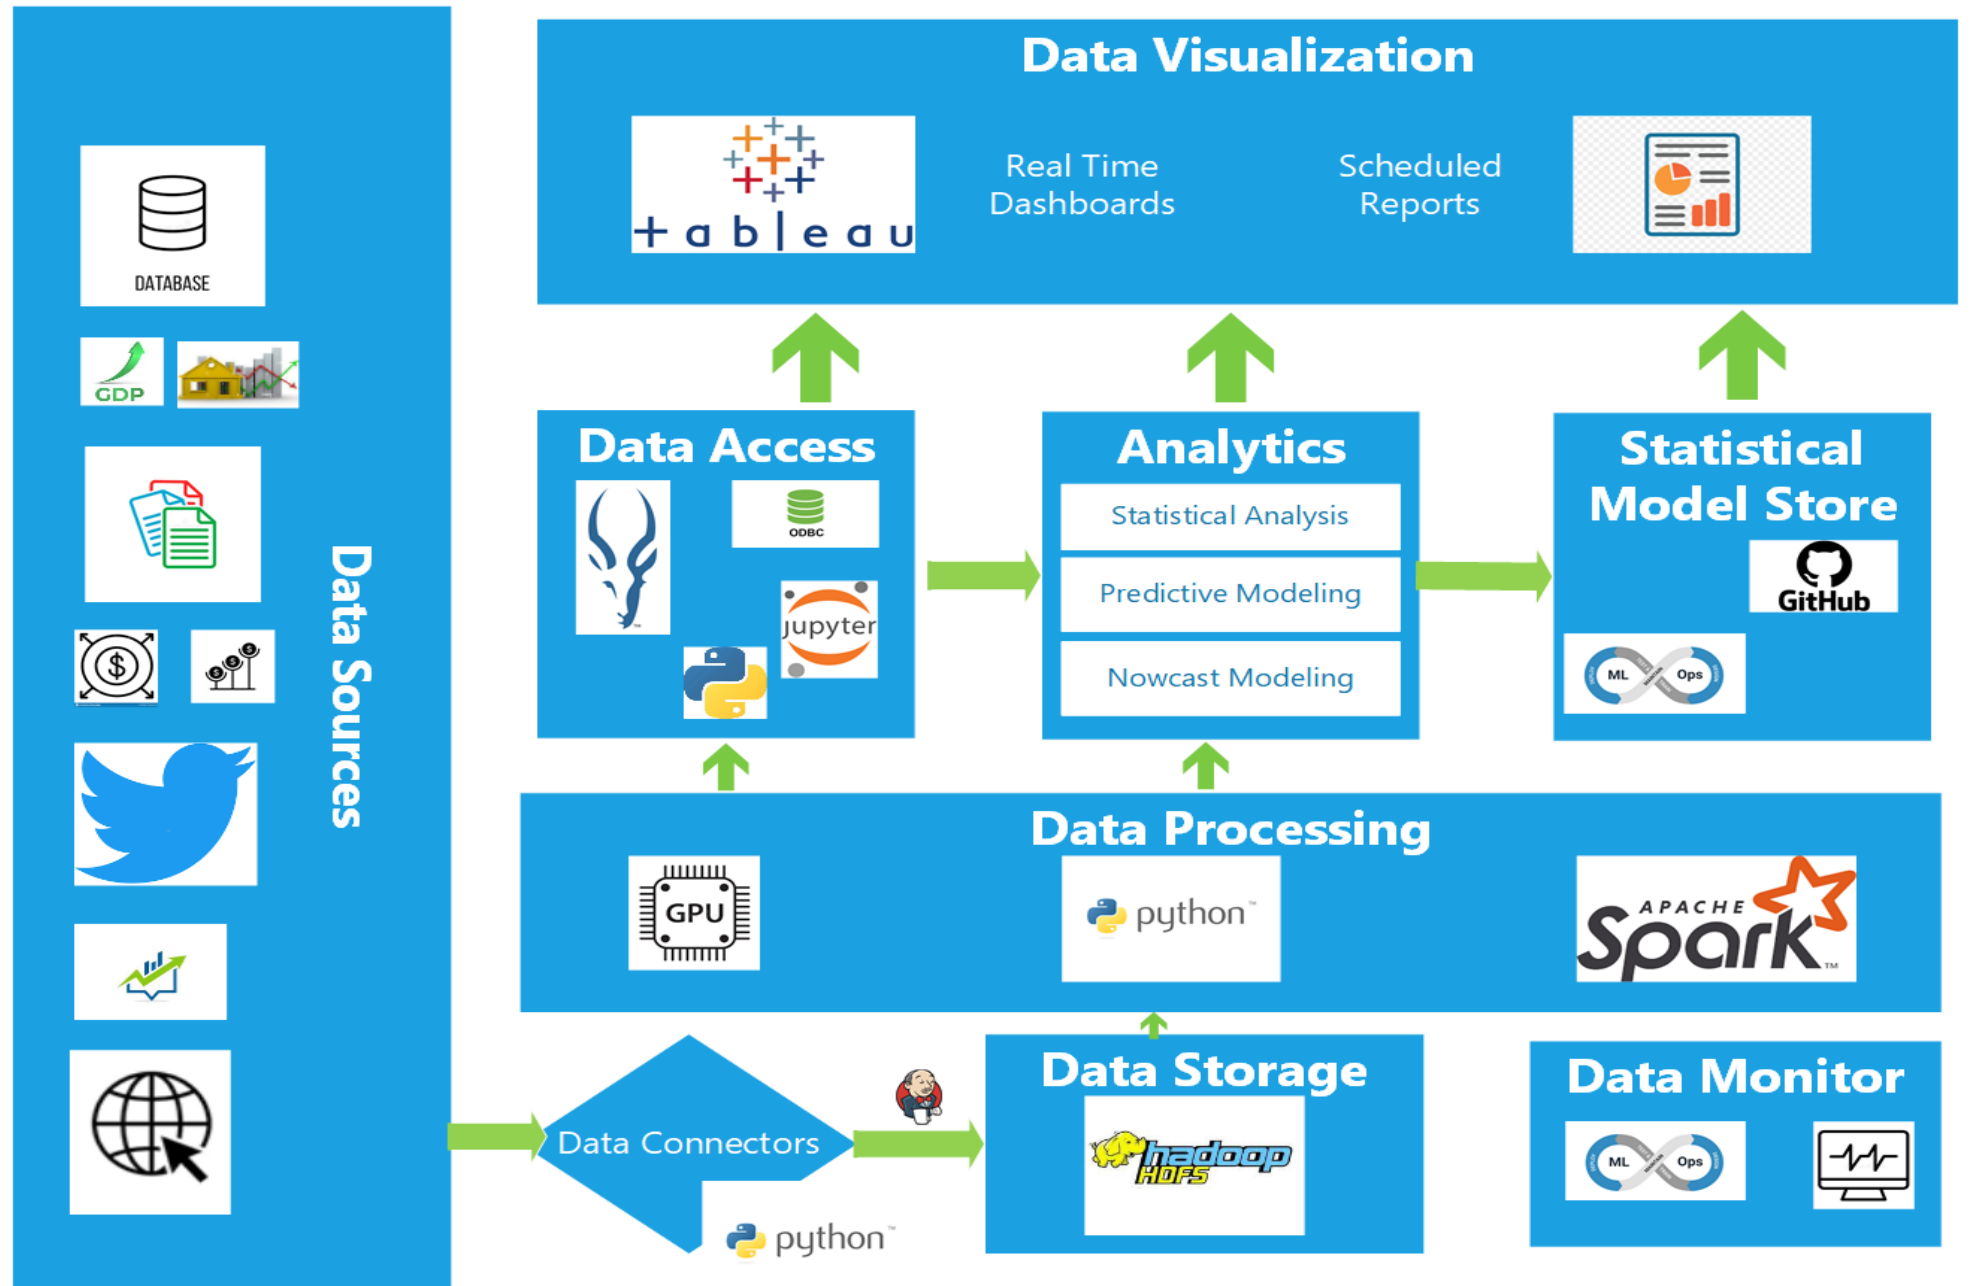 Data Sources
DATABASE
GDP
Data Visualization
+ableau
Real Time
Dashboards
Scheduled
Reports
Data Access
ODBC
jupyter
Analytics
Statistical Analysis
Predictive Modeling
Nowcast Modeling
Statistical
Model Store
GitHub
ML
Ops
Data Processing
GPU
python
APACHE
Spark
TM
Data Connectors
python
Data Storage
hadoop
HDFS
Data Monitor
ML
Ops